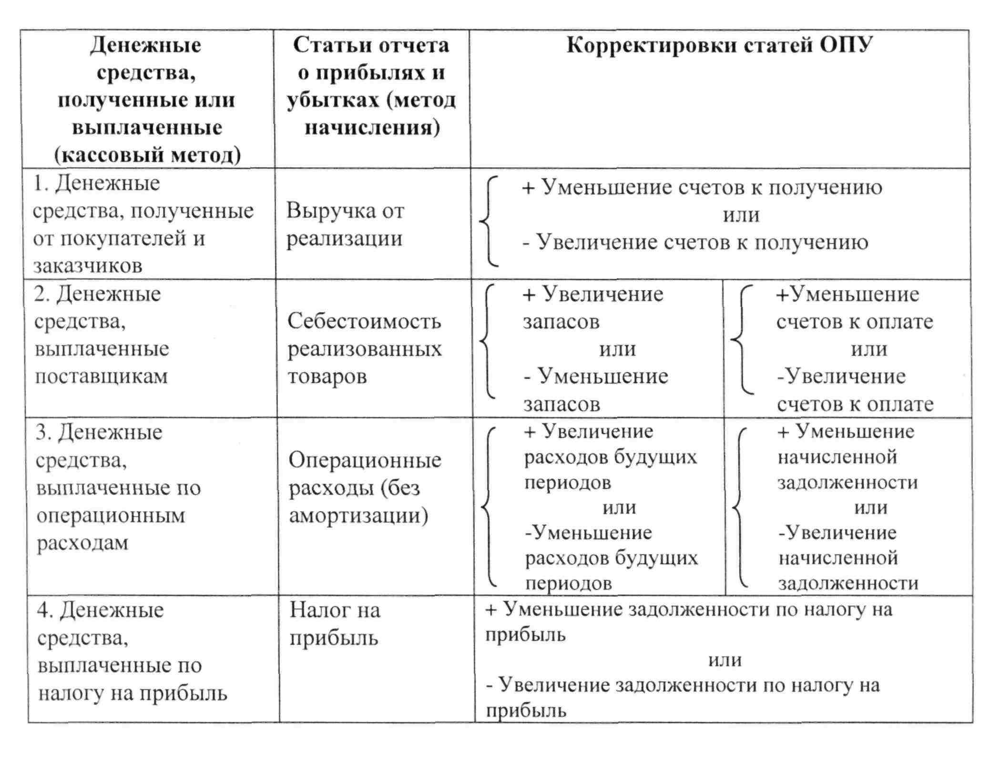 Денежные
средства,
полученные или
выплаченные
(кассовый метод)
Статьи отчета
о прибылях и
убытках (метод
начисления)
Корректировки статей ОПУ
1. Денежные
средства, полученные
от покупателей и
заказчиков
Выручка от
реализации
+ Уменьшение счетов к получению
или
- Увеличение счетов к получению
2. Денежные
средства,
выплаченные
поставщикам
Себестоимость
реализованных
товаров
+ Увеличение
запасов
или
- Уменьшение
запасов
+Уменьшение
счетов к оплате
или
-Увеличение
счетов к оплате
3. Денежные
средства,
выплаченные по
операционным
расходам
Операционные
расходы (без
амортизации)
+ Увеличение
расходов будущих
периодов
или
-Уменьшение
расходов будущих
периодов
+ Уменьшение
начисленной
задолженности
или
-Увеличение
начисленной
задолженности
4. Денежные
средства,
выплаченные по
налогу на прибыль
Налог на
прибыль
+ Уменьшение задолженности по налогу на
прибыль
или
- Увеличение задолженности по налогу на
прибыль